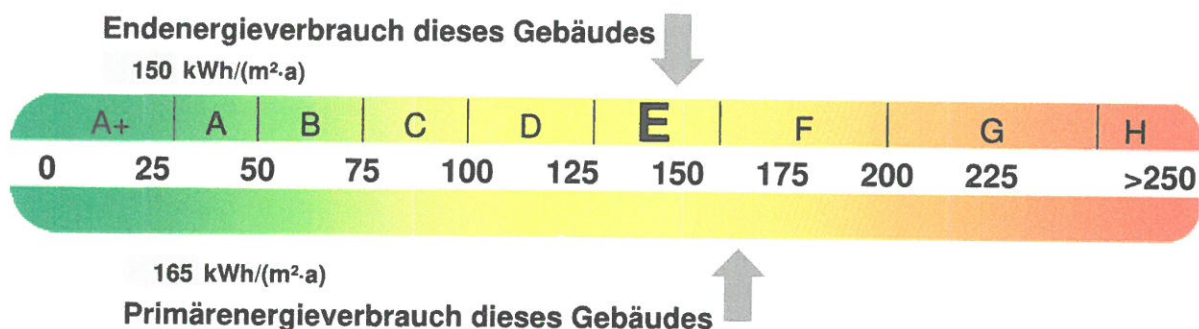 Endenergieverbrauch dieses Gebäudes
150 kWh/(m²·a)
A+ A B C D E F G H
0 25 50 75 100 125 150 175 200 225 >250
165 kWh/(m²·a)
Primärenergieverbrauch dieses Gebäudes